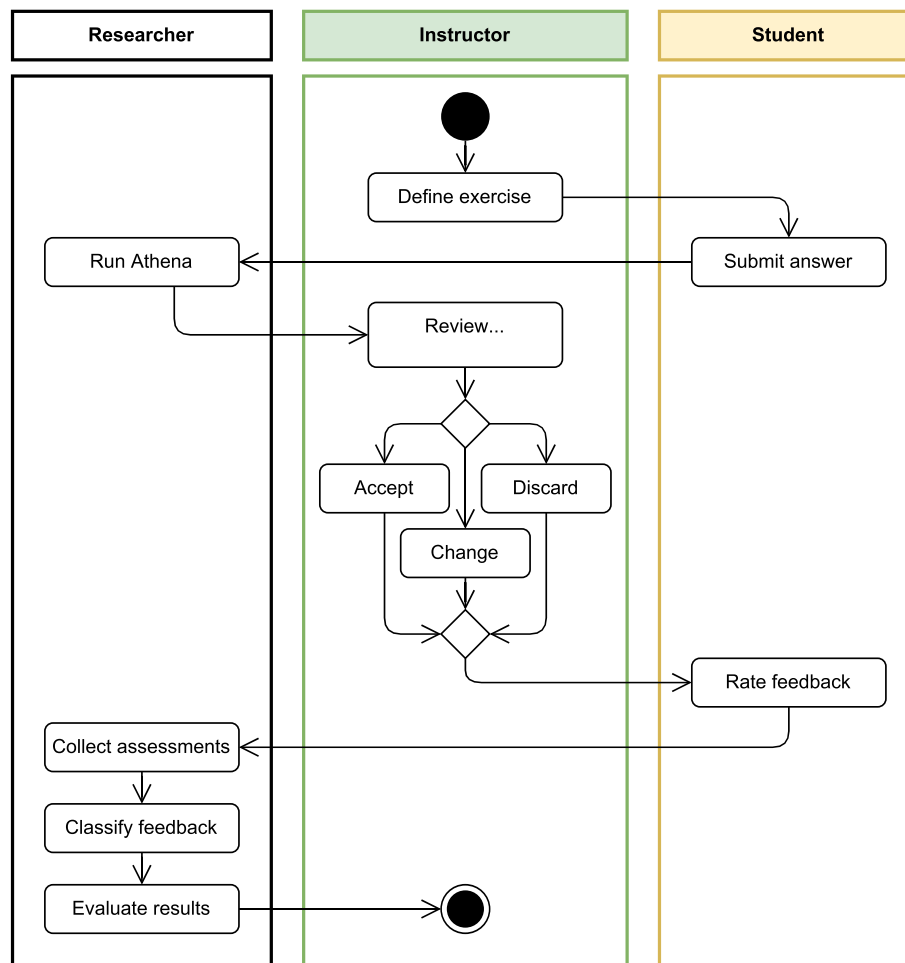 Researcher
Instructor
Student
Define exercise
Run Athena
Submit answer
Review...
Accept
Discard
Change
Rate feedback
Collect assessments
Classify feedback
Evaluate results